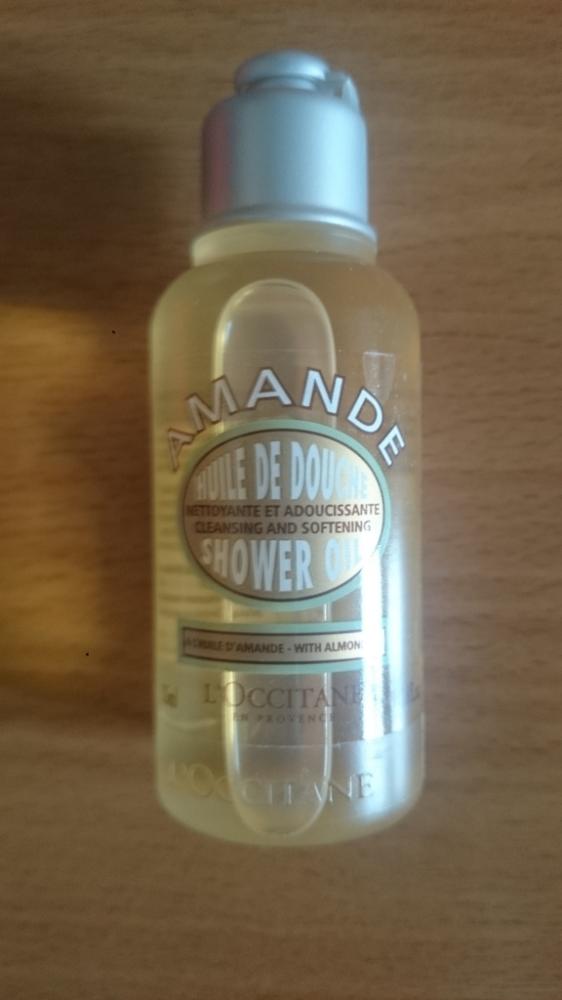 AMANDE
HUILE DE DOUCHE
NETTOYANTE ET ADOUCISSANTE
CLEANSING AND SOFTENING
SHOWER OIL
L'HUILE D'AMANDE - WITH ALMOND
L'OCCITANE
EN PROVENCE
L'OCCITANE